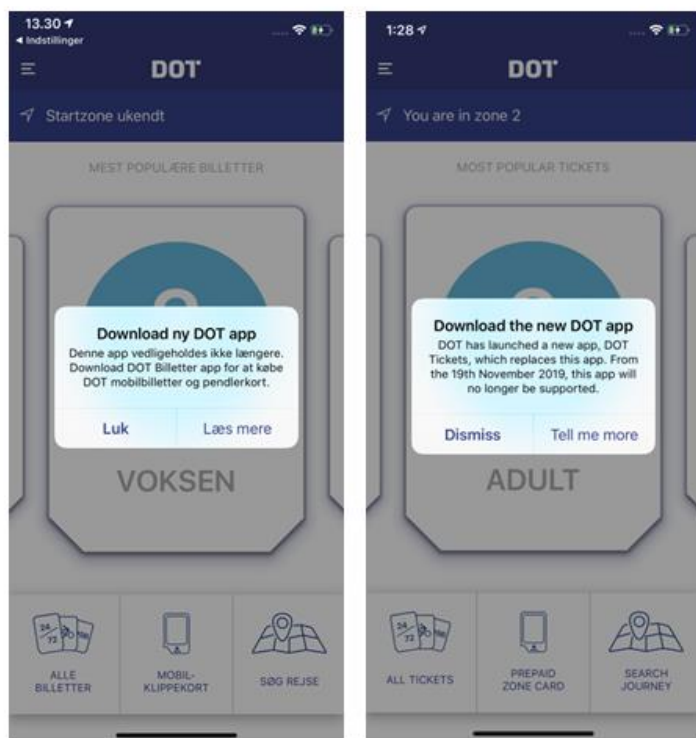 13.30
◀ Indstillinger
DOT
Startzone ukendt
MEST POPULÆRE BILLETTER
Download ny DOT app
Denne app vedligeholdes ikke længere.
Download DOT Billetter app for at købe
DOT mobilbilletter og pendlerkort.
Luk
Læs mere
VOKSEN
24
72
ALLE
BILLETTER
MOBIL-
KLIPPEKORT
SØG REJSE
1:28
DOT
You are in zone 2
MOST POPULAR TICKETS
Download the new DOT app
DOT has launched a new app, DOT
Tickets, which replaces this app. From
the 19th November 2019, this app will
no longer be supported.
Dismiss
Tell me more
ADULT
24
72
ALL TICKETS
PREPAID
ZONE CARD
SEARCH
JOURNEY